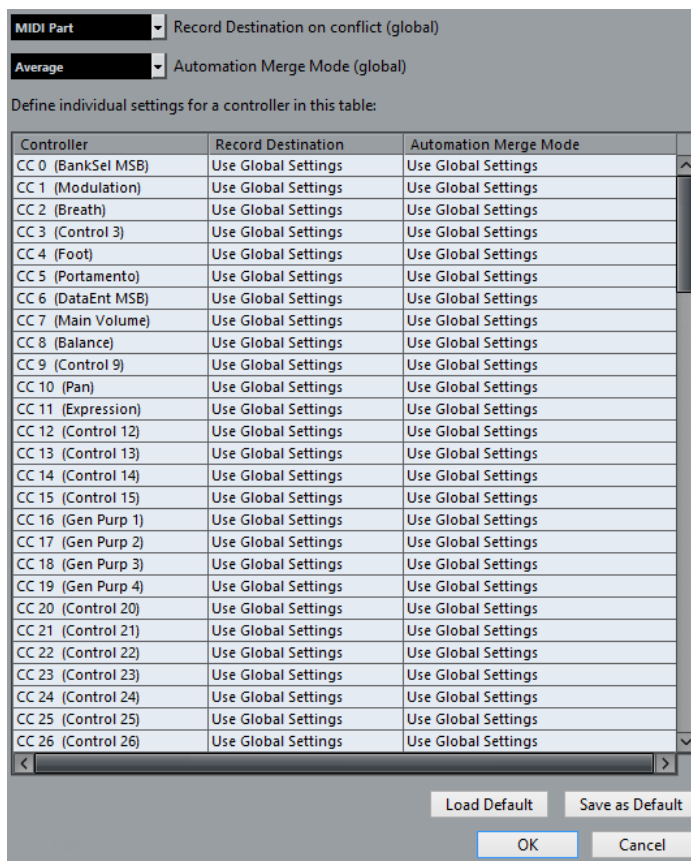 MIDI Part Record Destination on conflict (global)
Average Automation Merge Mode (global)
Define individual settings for a controller in this table:
Controller Record Destination Automation Merge Mode
CC 0 (BankSel MSB) Use Global Settings Use Global Settings
CC 1 (Modulation) Use Global Settings Use Global Settings
CC 2 (Breath) Use Global Settings Use Global Settings
CC 3 (Control 3) Use Global Settings Use Global Settings
CC 4 (Foot) Use Global Settings Use Global Settings
CC 5 (Portamento) Use Global Settings Use Global Settings
CC 6 (DataEnt MSB) Use Global Settings Use Global Settings
CC 7 (Main Volume) Use Global Settings Use Global Settings
CC 8 (Balance) Use Global Settings Use Global Settings
CC 9 (Control 9) Use Global Settings Use Global Settings
CC 10 (Pan) Use Global Settings Use Global Settings
CC 11 (Expression) Use Global Settings Use Global Settings
CC 12 (Control 12) Use Global Settings Use Global Settings
CC 13 (Control 13) Use Global Settings Use Global Settings
CC 14 (Control 14) Use Global Settings Use Global Settings
CC 15 (Control 15) Use Global Settings Use Global Settings
CC 16 (Gen Purp 1) Use Global Settings Use Global Settings
CC 17 (Gen Purp 2) Use Global Settings Use Global Settings
CC 18 (Gen Purp 3) Use Global Settings Use Global Settings
CC 19 (Gen Purp 4) Use Global Settings Use Global Settings
CC 20 (Control 20) Use Global Settings Use Global Settings
CC 21 (Control 21) Use Global Settings Use Global Settings
CC 22 (Control 22) Use Global Settings Use Global Settings
CC 23 (Control 23) Use Global Settings Use Global Settings
CC 24 (Control 24) Use Global Settings Use Global Settings
CC 25 (Control 25) Use Global Settings Use Global Settings
CC 26 (Control 26) Use Global Settings Use Global Settings
Load Default Save as Default
OK Cancel